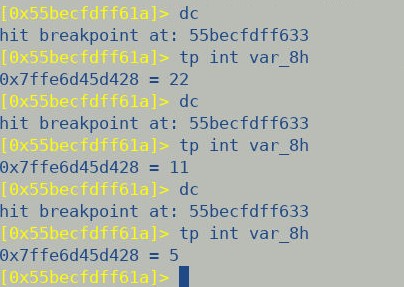 [0x55becfdff61a]> dc
hit breakpoint at: 55becfdff633
[0x55becfdff61a]> tp int var_8h
0x7ffe6d45d428 = 22
[0x55becfdff61a]> dc
hit breakpoint at: 55becfdff633
[0x55becfdff61a]> tp int var_8h
0x7ffe6d45d428 = 11
[0x55becfdff61a]> dc
hit breakpoint at: 55becfdff633
[0x55becfdff61a]> tp int var_8h
0x7ffe6d45d428 = 5
[0x55becfdff61a]>